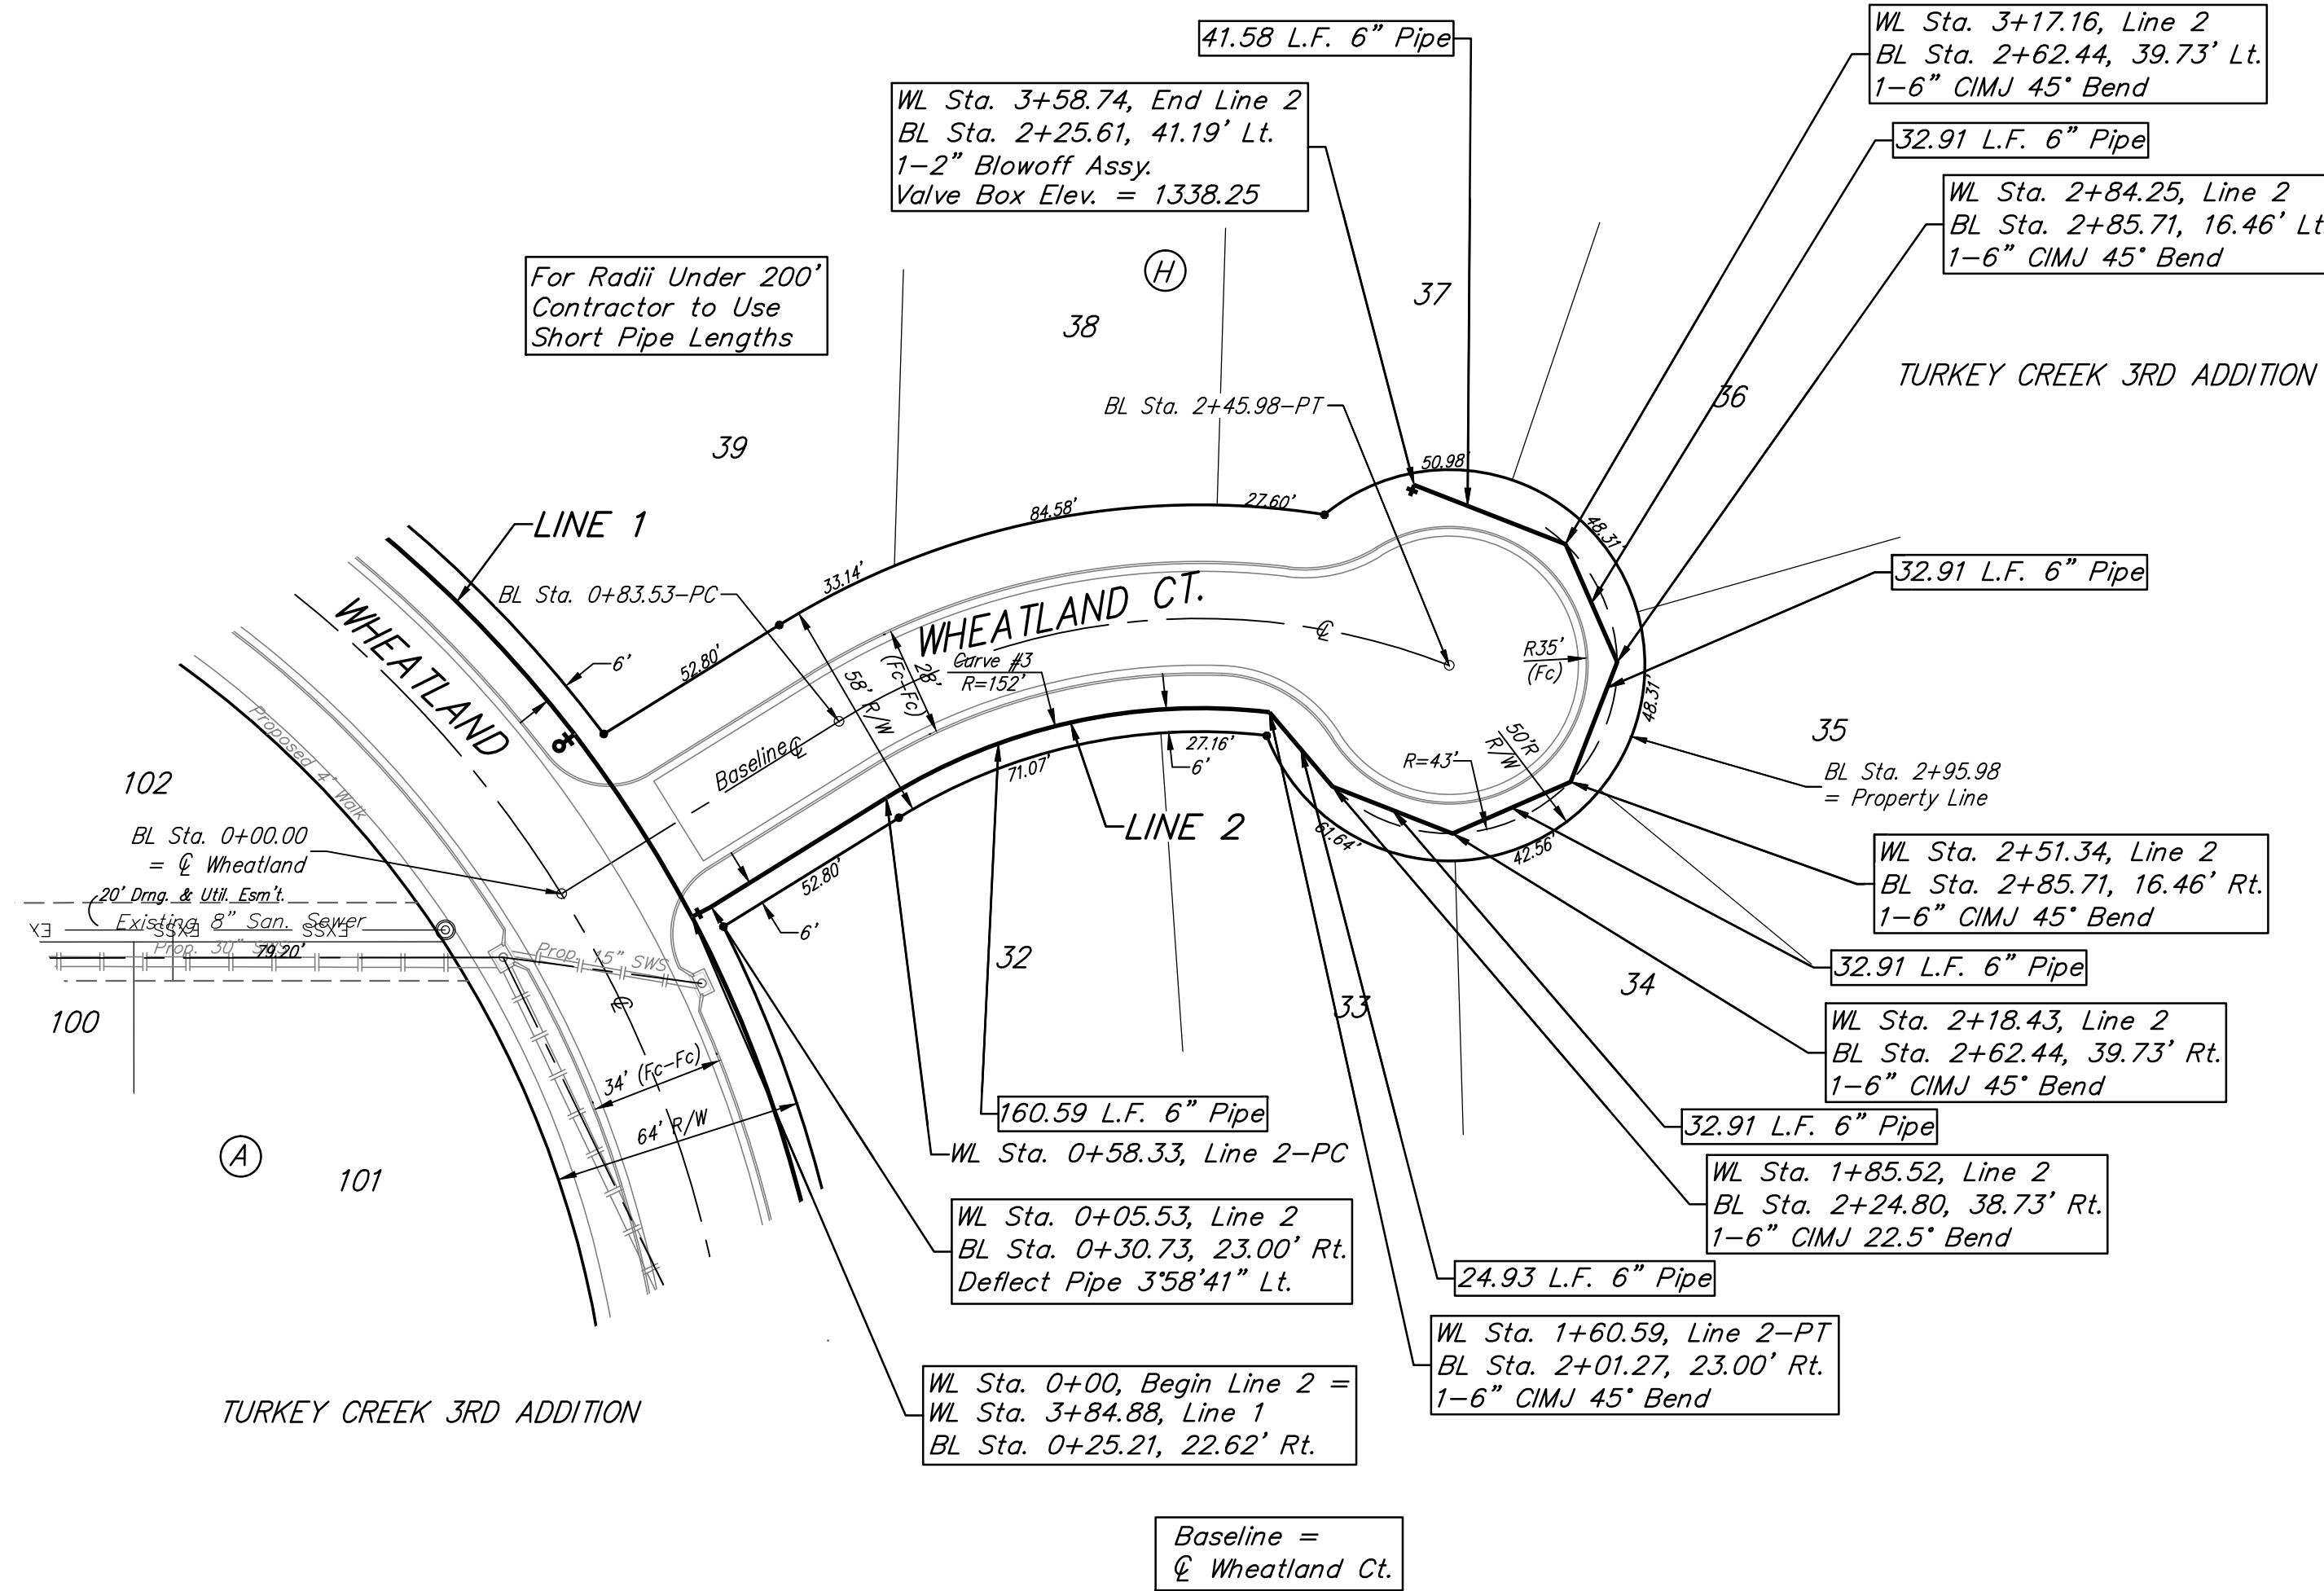 41.58 L.F. 6" Pipe
WL Sta. 3+17.16, Line 2
BL Sta. 2+62.44, 39.73' Lt.
1-6" CIMJ 45° Bend
WL Sta. 3+58.74, End Line 2
BL Sta. 2+25.61, 41.19' Lt.
1-2" Blowoff Assy.
Valve Box Elev. = 1338.25
32.91 L.F. 6" Pipe
WL Sta. 2+84.25, Line 2
BL Sta. 2+85.71, 16.46' Lt
1-6" CIMJ 45° Bend
For Radii Under 200'
Contractor to Use
Short Pipe Lengths
H
37
38
36
TURKEY CREEK 3RD ADDITION
BL Sta. 2+45.98-PT
39
50.98'
84.58'
27.60'
48.31'
LINE 1
32.91 L.F. 6" Pipe
BL Sta. 0+83.53-PC
33.14'
WHEATLAND CT.
WHEATLAND
6'
52.80'
58' R/W
28'
(Fc-Fc)
Curve #3
R=152'
℄
R35'
(Fc)
48.31'
35
Proposed 4' Walk
Baseline ℄
27.16'
71.07'
6'
R=43'
50'R
R/W
BL Sta. 2+95.98
= Property Line
102
LINE 2
61.64'
42.56'
BL Sta. 0+00.00
= ℄ Wheatland
WL Sta. 2+51.34, Line 2
BL Sta. 2+85.71, 16.46' Rt.
1-6" CIMJ 45° Bend
52.80'
6'
20' Drng. & Util. Esm't.
Existing 8" San. Sewer
EX
EXSS
EXSS
Prop. 30" SWS
79.20'
Prop. 15" SWS
32
33
34
32.91 L.F. 6" Pipe
100
℄
WL Sta. 2+18.43, Line 2
BL Sta. 2+62.44, 39.73' Rt.
1-6" CIMJ 45° Bend
34' (Fc-Fc)
64' R/W
160.59 L.F. 6" Pipe
32.91 L.F. 6" Pipe
A
101
WL Sta. 0+58.33, Line 2-PC
WL Sta. 1+85.52, Line 2
BL Sta. 2+24.80, 38.73' Rt.
1-6" CIMJ 22.5° Bend
WL Sta. 0+05.53, Line 2
BL Sta. 0+30.73, 23.00' Rt.
Deflect Pipe 3°58'41" Lt.
24.93 L.F. 6" Pipe
WL Sta. 1+60.59, Line 2-PT
BL Sta. 2+01.27, 23.00' Rt.
1-6" CIMJ 45° Bend
WL Sta. 0+00, Begin Line 2 =
WL Sta. 3+84.88, Line 1
BL Sta. 0+25.21, 22.62' Rt.
TURKEY CREEK 3RD ADDITION
Baseline =
℄ Wheatland Ct.